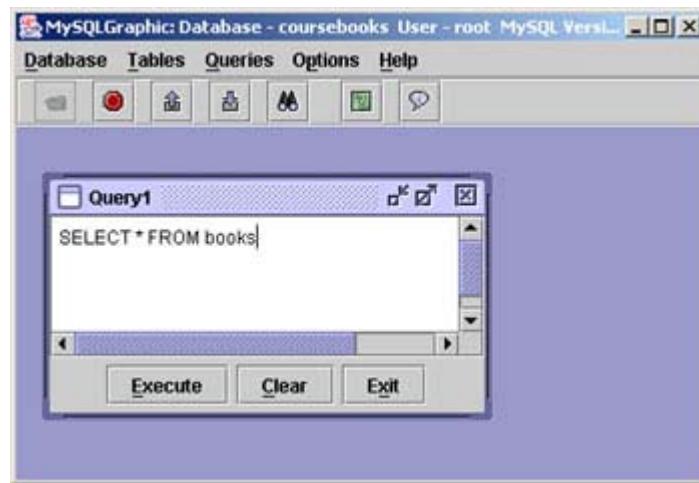 MySQLGraphic: Database - coursebooks User - root MySQL Versi...
Database Tables Queries Options Help
Query1
SELECT * FROM books
Execute Clear Exit